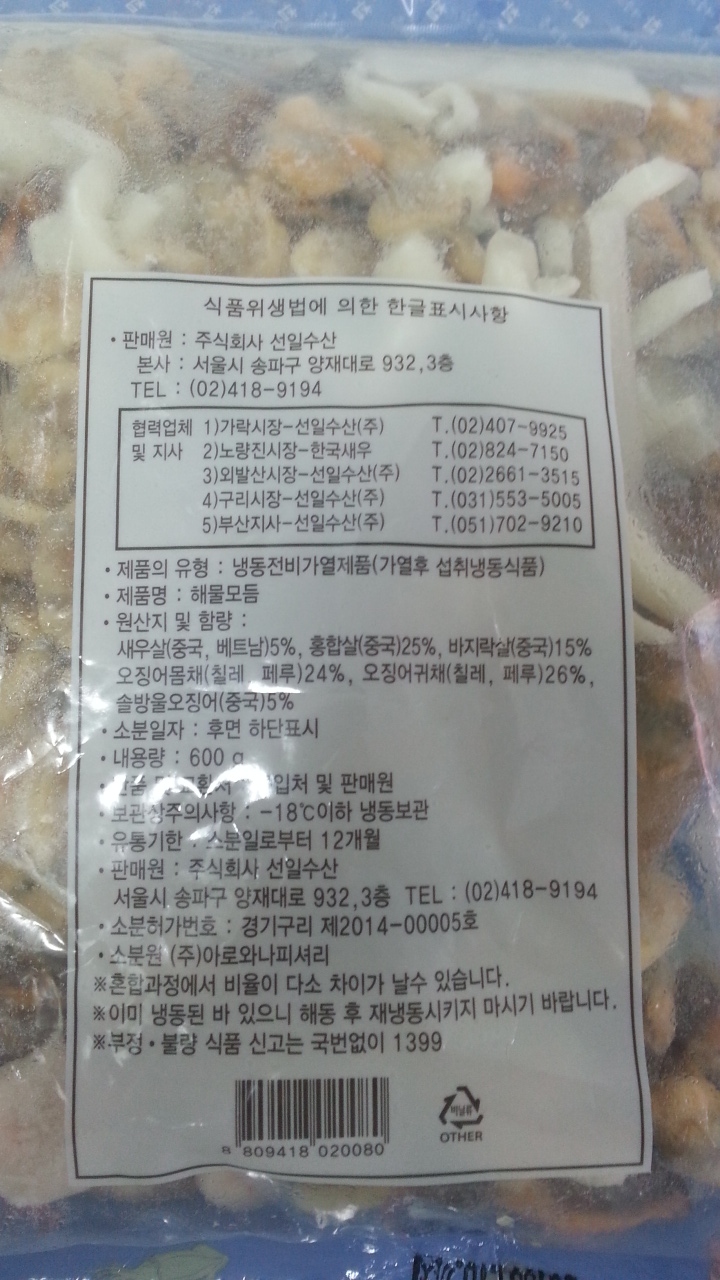 식품위생법에 의한 한글표시사항
• 판매원 : 주식회사 선일수산
본사 : 서울시 송파구 양재대로 932,3층
TEL : (02)418-9194
협력업체 1)가락시장-선일수산(주) T.(02)407-9925
및 지사 2)노량진시장-한국새우 T.(02)824-7150
3)외발산시장-선일수산(주) T.(02)2661-3515
4)구리시장-선일수산(주) T.(031)553-5005
5)부산지사-선일수산(주) T.(051)702-9210
• 제품의 유형 : 냉동전비가열제품(가열후 섭취냉동식품)
• 제품명 : 해물모듬
• 원산지 및 함량 :
새우살(중국, 베트남)5%, 홍합살(중국)25%, 바지락살(중국)15%
오징어몸채(칠레, 페루)24%, 오징어귀채(칠레, 페루)26%,
솔방울오징어(중국)5%
• 소분일자 : 후면 하단표시
• 내용량 : 600 g
및 판매원
• 보관상주의사항 : -18℃이하 냉동보관
• 유통기한 : 소분일로부터 12개월
• 판매원 : 주식회사 선일수산
서울시 송파구 양재대로 932,3층 TEL : (02)418-9194
• 소분허가번호 : 경기구리 제2014-00005호
• 소분원 (주)아로와나피셔리
※혼합과정에서 비율이 다소 차이가 날수 있습니다.
※이미 냉동된 바 있으니 해동 후 재냉동시키지 마시기 바랍니다.
※부정 • 불량 식품 신고는 국번없이 1399
비닐류
OTHER
8 809418 020080